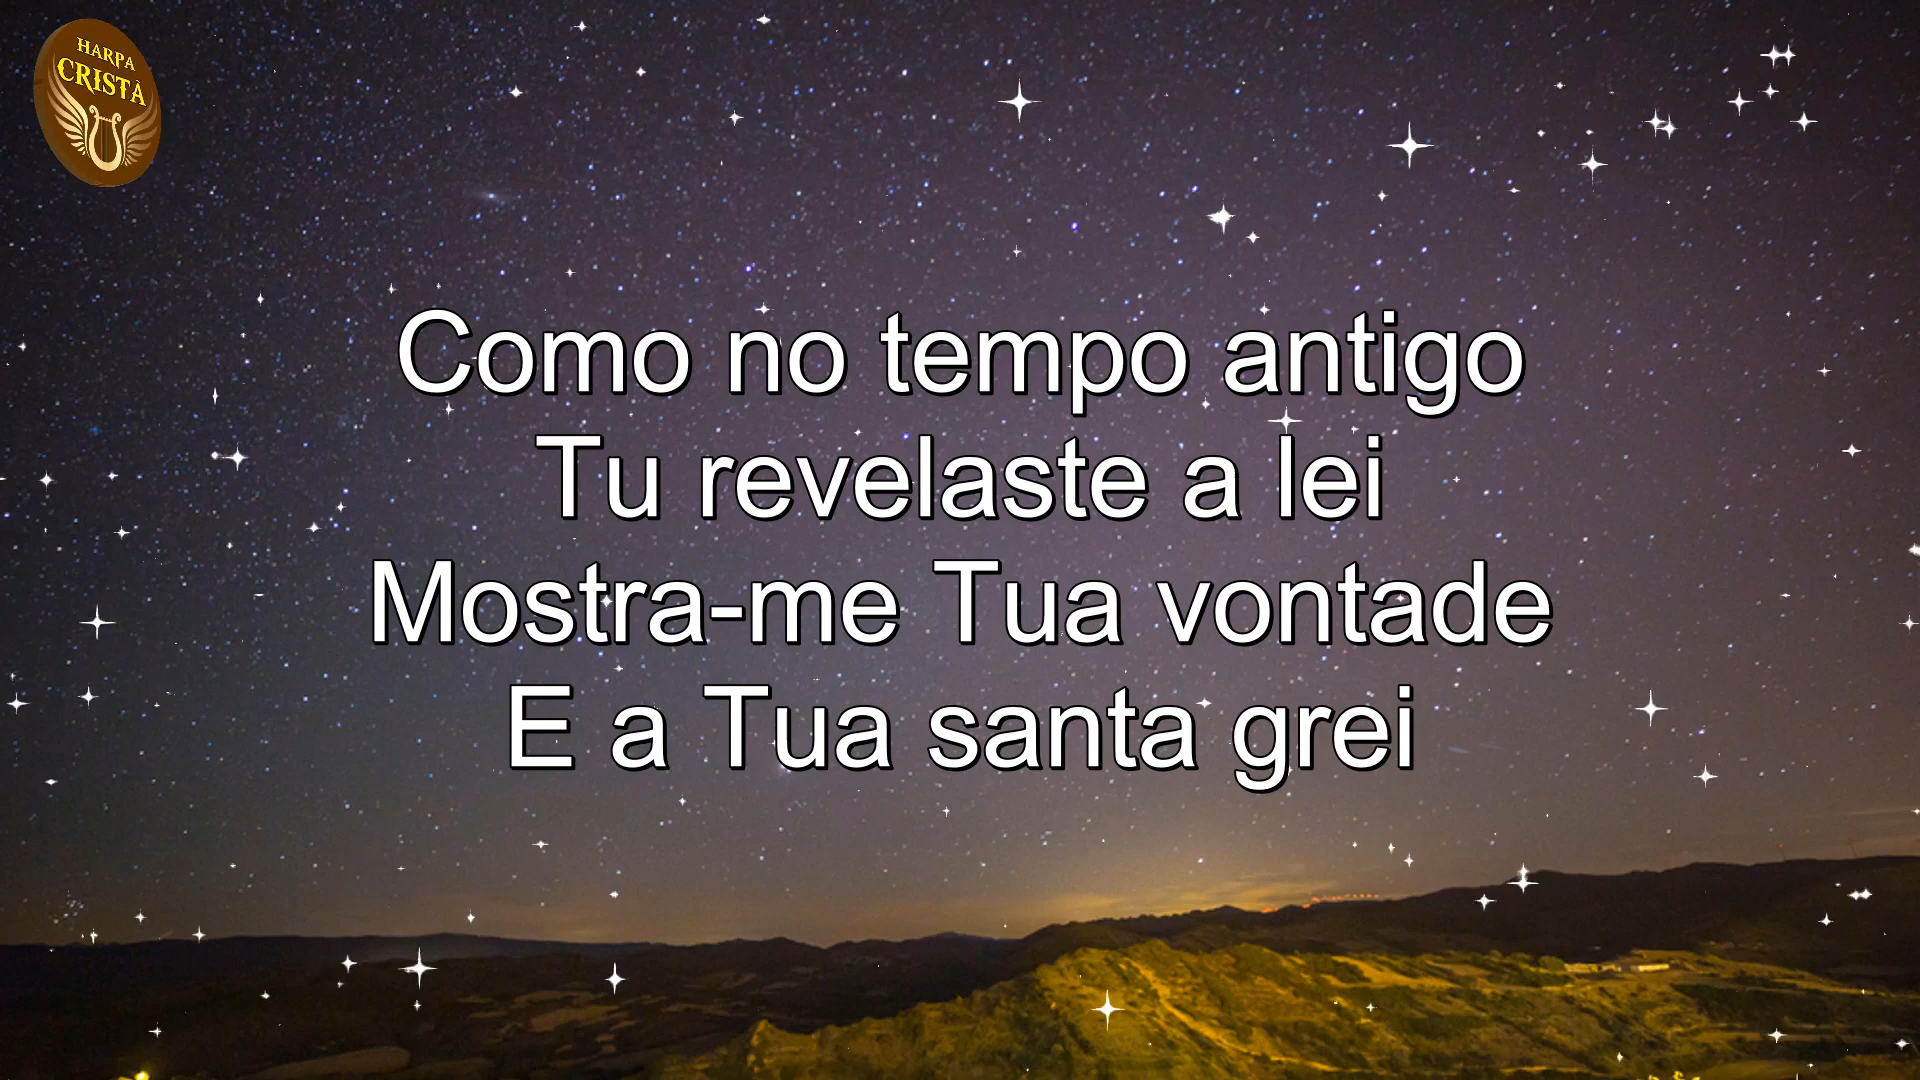 HARPA
CRISTÃ
Como no tempo antigo
Tu revelaste a lei
Mostra-me Tua vontade
E a Tua santa grei